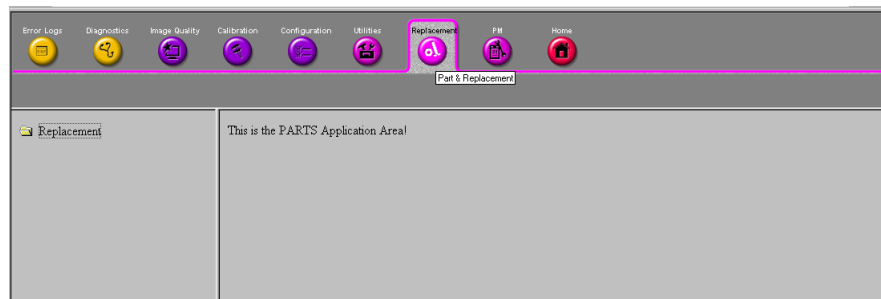 Error Logs Diagnostics Image Quality Calibration Configuration Utilities Replacement PM Home
Part & Replacement
Replacement
This is the PARTS Application Area!